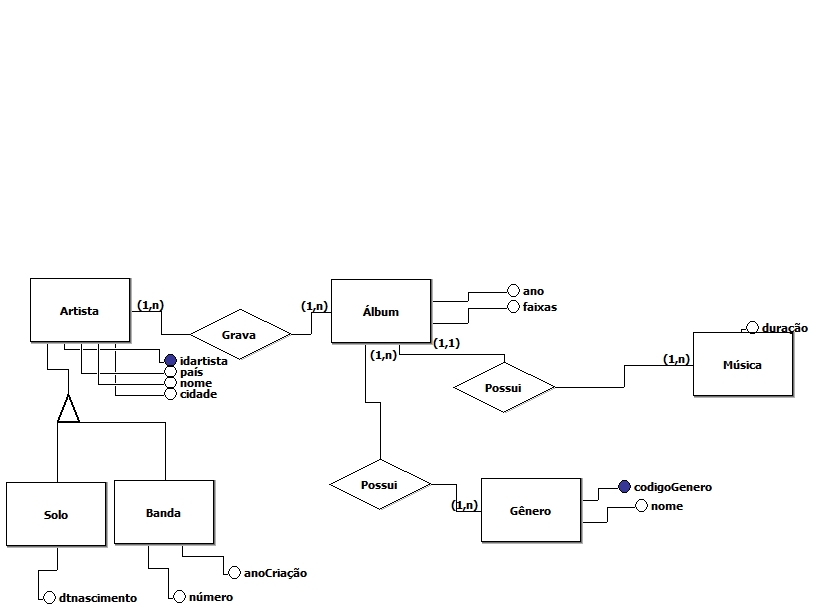 Artista
(1,n)
Grava
(1,n)
Álbum
ano
faixas
(1,n)
(1,1)
idartista
país
nome
cidade
Possui
(1,n)
duração
Música
Possui
(1,n)
Gênero
codigoGenero
nome
Solo
Banda
dtnascimento
número
anoCriação